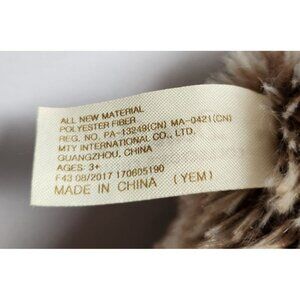 ALL NEW MATERIAL
POLYESTER FIBER
REG. NO. PA-13249(CN) MA-0421(CN)
MTY INTERNATIONAL CO., LTD.
GUANGZHOU, CHINA
AGES: 3+
F43 08/2017 170605190
MADE IN CHINA (YEM)